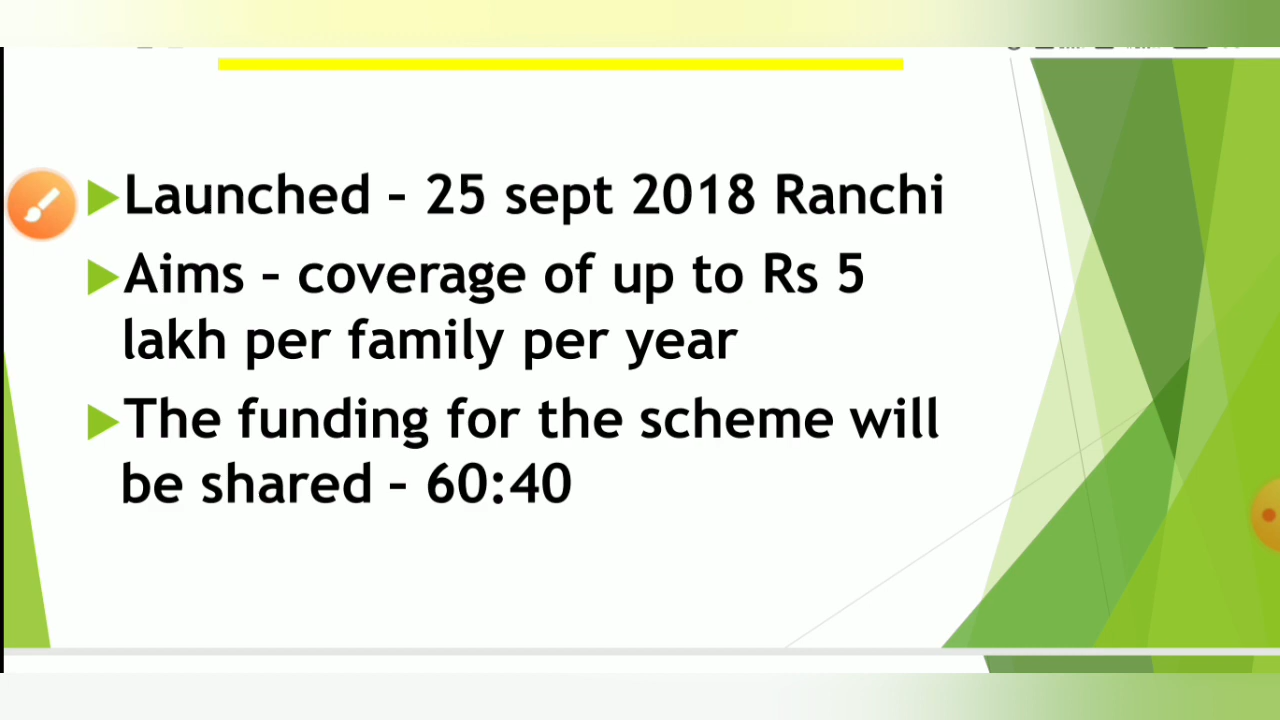 Launched – 25 sept 2018 Ranchi
Aims – coverage of up to Rs 5
lakh per family per year
The funding for the scheme will
be shared – 60:40